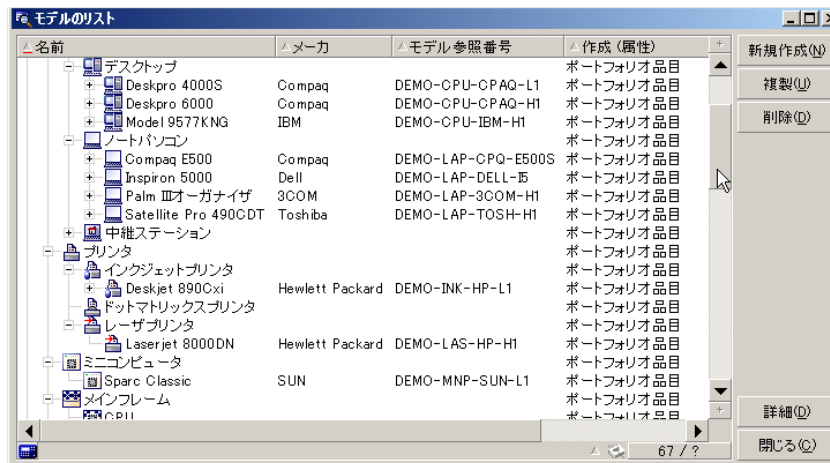 モデルのリスト
名前 メーカ モデル参照番号 作成（属性）
デスクトップ ポートフォリオ品目
Deskpro 4000S Compaq DEMO-CPU-CPAQ-L1 ポートフォリオ品目
Deskpro 6000 Compaq DEMO-CPU-CPAQ-H1 ポートフォリオ品目
Model 9577KNG IBM DEMO-CPU-IBM-H1 ポートフォリオ品目
ノートパソコン ポートフォリオ品目
Compaq E500 Compaq DEMO-LAP-CPQ-E500S ポートフォリオ品目
Inspiron 5000 Dell DEMO-LAP-DELL-I5 ポートフォリオ品目
Palm IIIオーガナイザ 3COM DEMO-LAP-3COM-H1 ポートフォリオ品目
Satellite Pro 490CDT Toshiba DEMO-LAP-TOSH-H1 ポートフォリオ品目
中継ステーション ポートフォリオ品目
プリンタ ポートフォリオ品目
インクジェットプリンタ ポートフォリオ品目
Deskjet 890Cxi Hewlett Packard DEMO-INK-HP-L1 ポートフォリオ品目
ドットマトリックスプリンタ ポートフォリオ品目
レーザプリンタ ポートフォリオ品目
Laserjet 8000DN Hewlett Packard DEMO-LAS-HP-H1 ポートフォリオ品目
ミニコンピュータ ポートフォリオ品目
Sparc Classic SUN DEMO-MNP-SUN-L1 ポートフォリオ品目
メインフレーム ポートフォリオ品目
CPU ポートフォリオ品目
67 / ?
新規作成(N)
複製(U)
削除(D)
詳細(D)
閉じる(C)